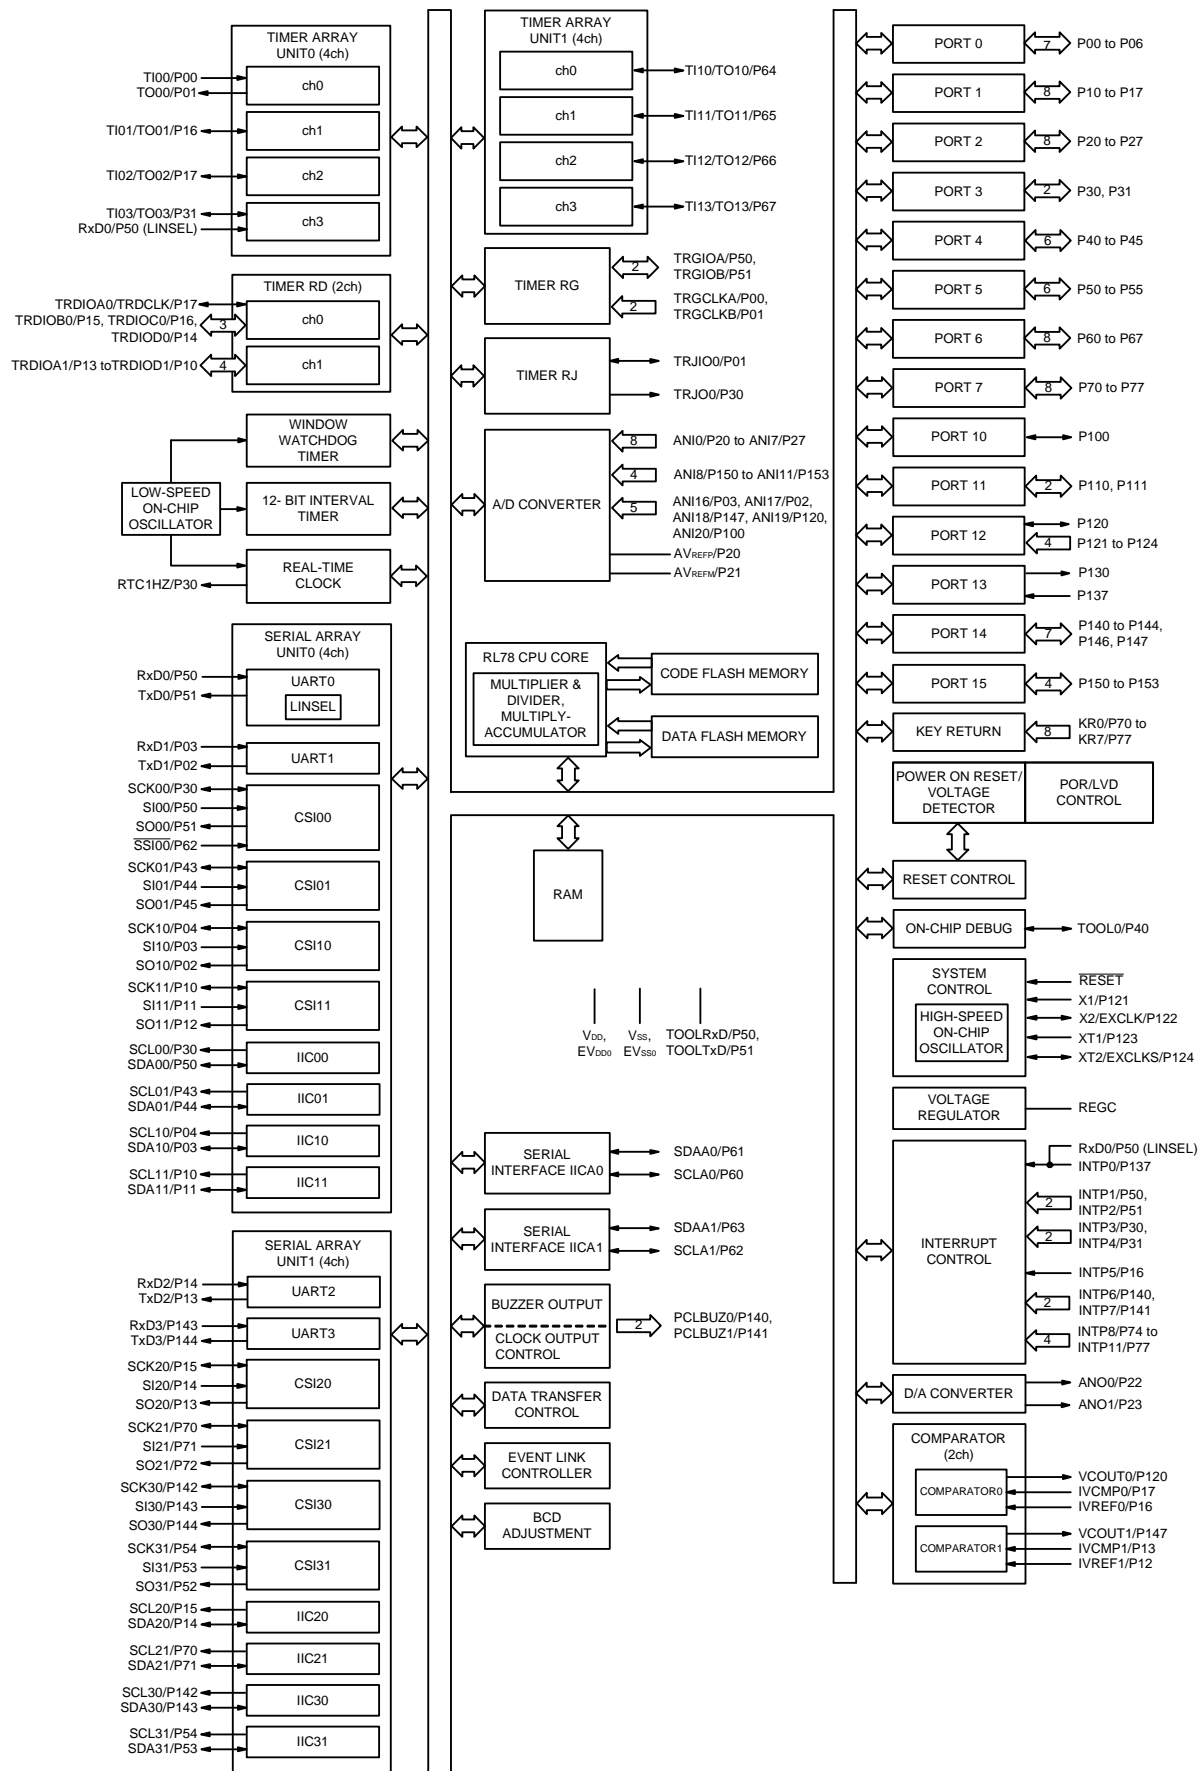 TIMER ARRAY
UNIT0 (4ch)
TI00/P00
TO00/P01
ch0
TI01/TO01/P16
ch1
TI02/TO02/P17
ch2
TI03/TO03/P31
RxD0/P50 (LINSEL)
ch3
TIMER RD (2ch)
TRDIOA0/TRDCLK/P17
TRDIOB0/P15, TRDIOC0/P16,
TRDIOD0/P14
3
ch0
TRDIOA1/P13 toTRDIOD1/P10
4
ch1
WINDOW
WATCHDOG
TIMER
LOW-SPEED
ON-CHIP
OSCILLATOR
12- BIT INTERVAL
TIMER
REAL-TIME
CLOCK
RTC1HZ/P30
SERIAL ARRAY
UNIT0 (4ch)
RxD0/P50
TxD0/P51
UART0
LINSEL
RxD1/P03
TxD1/P02
UART1
SCK00/P30
SI00/P50
SO00/P51
SSI00/P62
CSI00
SCK01/P43
SI01/P44
SO01/P45
CSI01
SCK10/P04
SI10/P03
SO10/P02
CSI10
SCK11/P10
SI11/P11
SO11/P12
CSI11
SCL00/P30
SDA00/P50
IIC00
SCL01/P43
SDA01/P44
IIC01
SCL10/P04
SDA10/P03
IIC10
SCL11/P10
SDA11/P11
IIC11
SERIAL ARRAY
UNIT1 (4ch)
RxD2/P14
TxD2/P13
UART2
RxD3/P143
TxD3/P144
UART3
SCK20/P15
SI20/P14
SO20/P13
CSI20
SCK21/P70
SI21/P71
SO21/P72
CSI21
SCK30/P142
SI30/P143
SO30/P144
CSI30
SCK31/P54
SI31/P53
SO31/P52
CSI31
SCL20/P15
SDA20/P14
IIC20
SCL21/P70
SDA21/P71
IIC21
SCL30/P142
SDA30/P143
IIC30
SCL31/P54
SDA31/P53
IIC31
TIMER ARRAY
UNIT1 (4ch)
ch0
TI10/TO10/P64
ch1
TI11/TO11/P65
ch2
TI12/TO12/P66
ch3
TI13/TO13/P67
TIMER RG
2
TRGIOA/P50,
TRGIOB/P51
2
TRGCLKA/P00,
TRGCLKB/P01
TIMER RJ
TRJIO0/P01
TRJO0/P30
A/D CONVERTER
8
ANI0/P20 to ANI7/P27
4
ANI8/P150 to ANI11/P153
5
ANI16/P03, ANI17/P02,
ANI18/P147, ANI19/P120,
ANI20/P100
AVREFP/P20
AVREFM/P21
RL78 CPU CORE
MULTIPLIER &
DIVIDER,
MULTIPLY-
ACCUMULATOR
CODE FLASH MEMORY
DATA FLASH MEMORY
RAM
VDD,
EVDD0
VSS,
EVSS0
TOOLRxD/P50,
TOOLTxD/P51
SERIAL
INTERFACE IICA0
SDAA0/P61
SCLA0/P60
SERIAL
INTERFACE IICA1
SDAA1/P63
SCLA1/P62
BUZZER OUTPUT
CLOCK OUTPUT
CONTROL
2
PCLBUZ0/P140,
PCLBUZ1/P141
DATA TRANSFER
CONTROL
EVENT LINK
CONTROLLER
BCD
ADJUSTMENT
PORT 0
7
P00 to P06
PORT 1
8
P10 to P17
PORT 2
8
P20 to P27
PORT 3
2
P30, P31
PORT 4
6
P40 to P45
PORT 5
6
P50 to P55
PORT 6
8
P60 to P67
PORT 7
8
P70 to P77
PORT 10
P100
PORT 11
2
P110, P111
PORT 12
P120
4
P121 to P124
PORT 13
P130
P137
PORT 14
7
P140 to P144,
P146, P147
PORT 15
4
P150 to P153
KEY RETURN
8
KR0/P70 to
KR7/P77
POWER ON RESET/
VOLTAGE
DETECTOR
POR/LVD
CONTROL
RESET CONTROL
ON-CHIP DEBUG
TOOL0/P40
SYSTEM
CONTROL
HIGH-SPEED
ON-CHIP
OSCILLATOR
RESET
X1/P121
X2/EXCLK/P122
XT1/P123
XT2/EXCLKS/P124
VOLTAGE
REGULATOR
REGC
INTERRUPT
CONTROL
RxD0/P50 (LINSEL)
INTP0/P137
2
INTP1/P50,
INTP2/P51
2
INTP3/P30,
INTP4/P31
INTP5/P16
2
INTP6/P140,
INTP7/P141
4
INTP8/P74 to
INTP11/P77
D/A CONVERTER
ANO0/P22
ANO1/P23
COMPARATOR
(2ch)
COMPARATOR0
VCOUT0/P120
IVCMP0/P17
IVREF0/P16
COMPARATOR1
VCOUT1/P147
IVCMP1/P13
IVREF1/P12